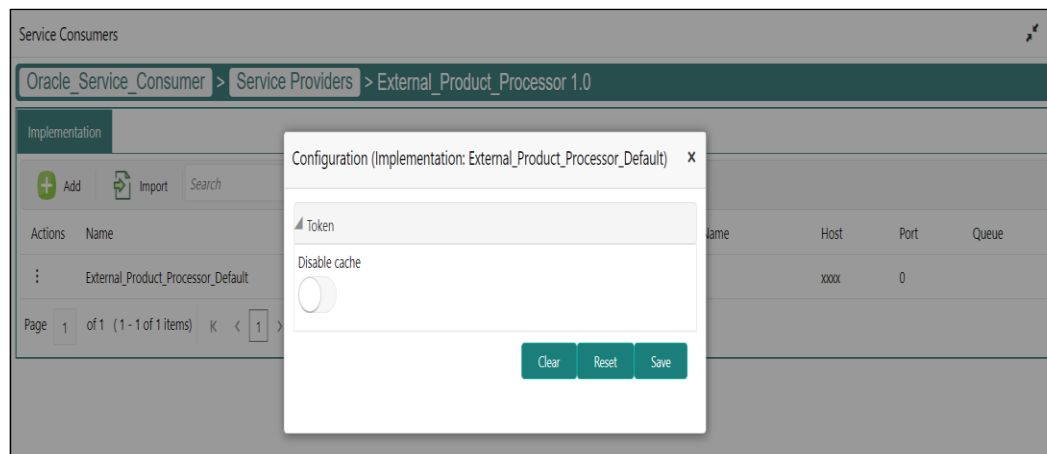 Service Consumers
Oracle_Service_Consumer > Service Providers > External_Product_Processor 1.0
Implementation
Configuration (Implementation: External_Product_Processor_Default) x
Add Import Search
Token
Actions Name Name Host Port Queue
Disable cache
External_Product_Processor_Default xxxx 0
Page 1 of 1 (1 - 1 of 1 items) K < 1 >
Clear Reset Save